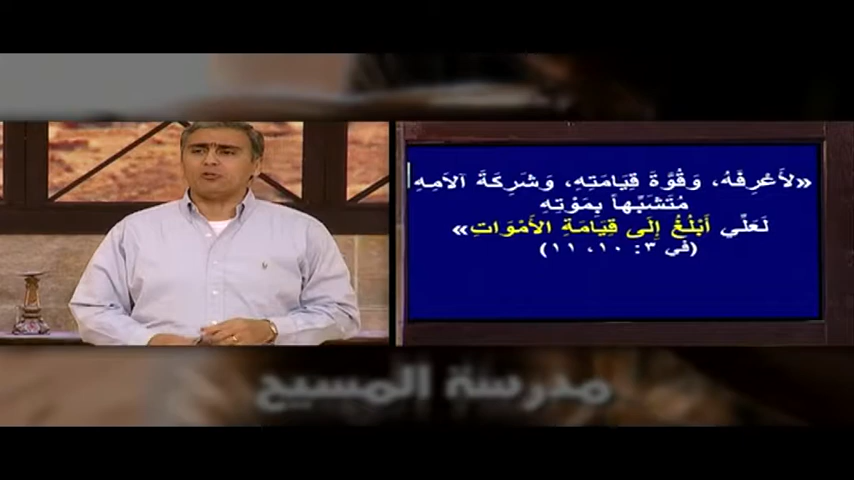 «لأَعْرِفَهُ، وَقُوَّةَ قِيَامَتِهِ، وَشَرِكَةَ آلاَمِهِ
مُتَشَبِّهاً بِمَوْتِهِ
لَعَلِّي أَبْلُغُ إِلَى قِيَامَةِ الأَمْوَاتِ»
(في ٣: ١٠، ١١)
مدرسة المسيح